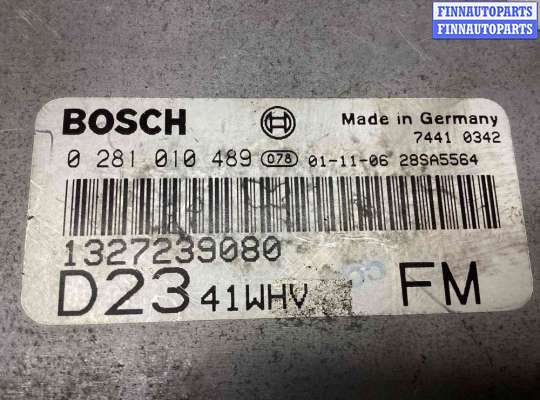 FINNAUTOPARTS
FINNAUTOPARTS
BOSCH
Made in Germany
7441 0342
0 281 010 489 078 01-11-06 28SA5564
1327239080
D23 41WHV FM